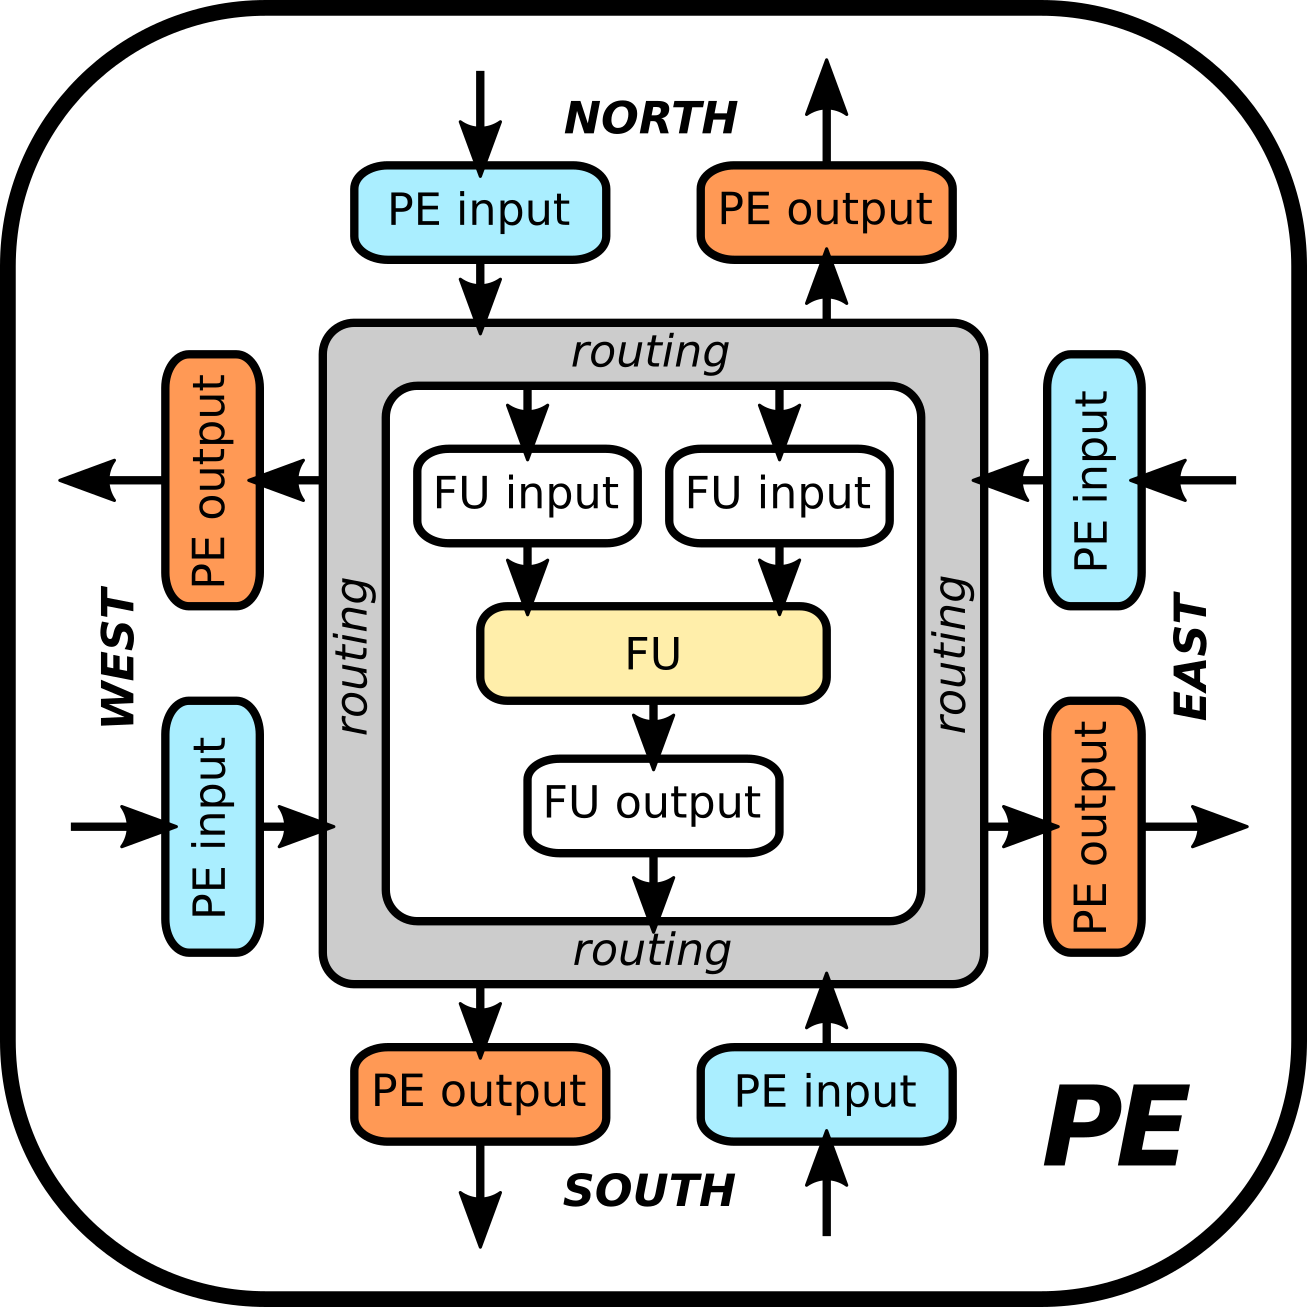 NORTH
PE input
PE output
routing
PE output
PE input
FU input
FU input
routing
routing
WEST
EAST
FU
PE input
PE output
FU output
routing
PE output
PE input
PE
SOUTH